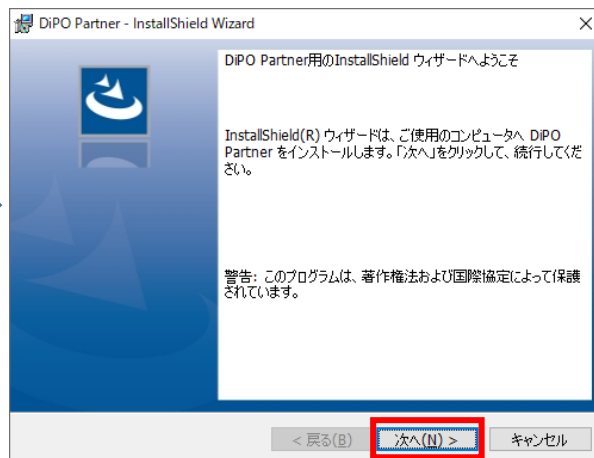 DiPO Partner - InstallShield Wizard
DiPO Partner用のInstallShield ウィザードへようこそ
InstallShield(R) ウィザードは、ご使用のコンピュータへ DiPO
Partner をインストールします。「次へ」をクリックして、続行してくだ
さい。
警告: このプログラムは、著作権法および国際協定によって保護
されています。
< 戻る(B)
次へ(N) >
キャンセル